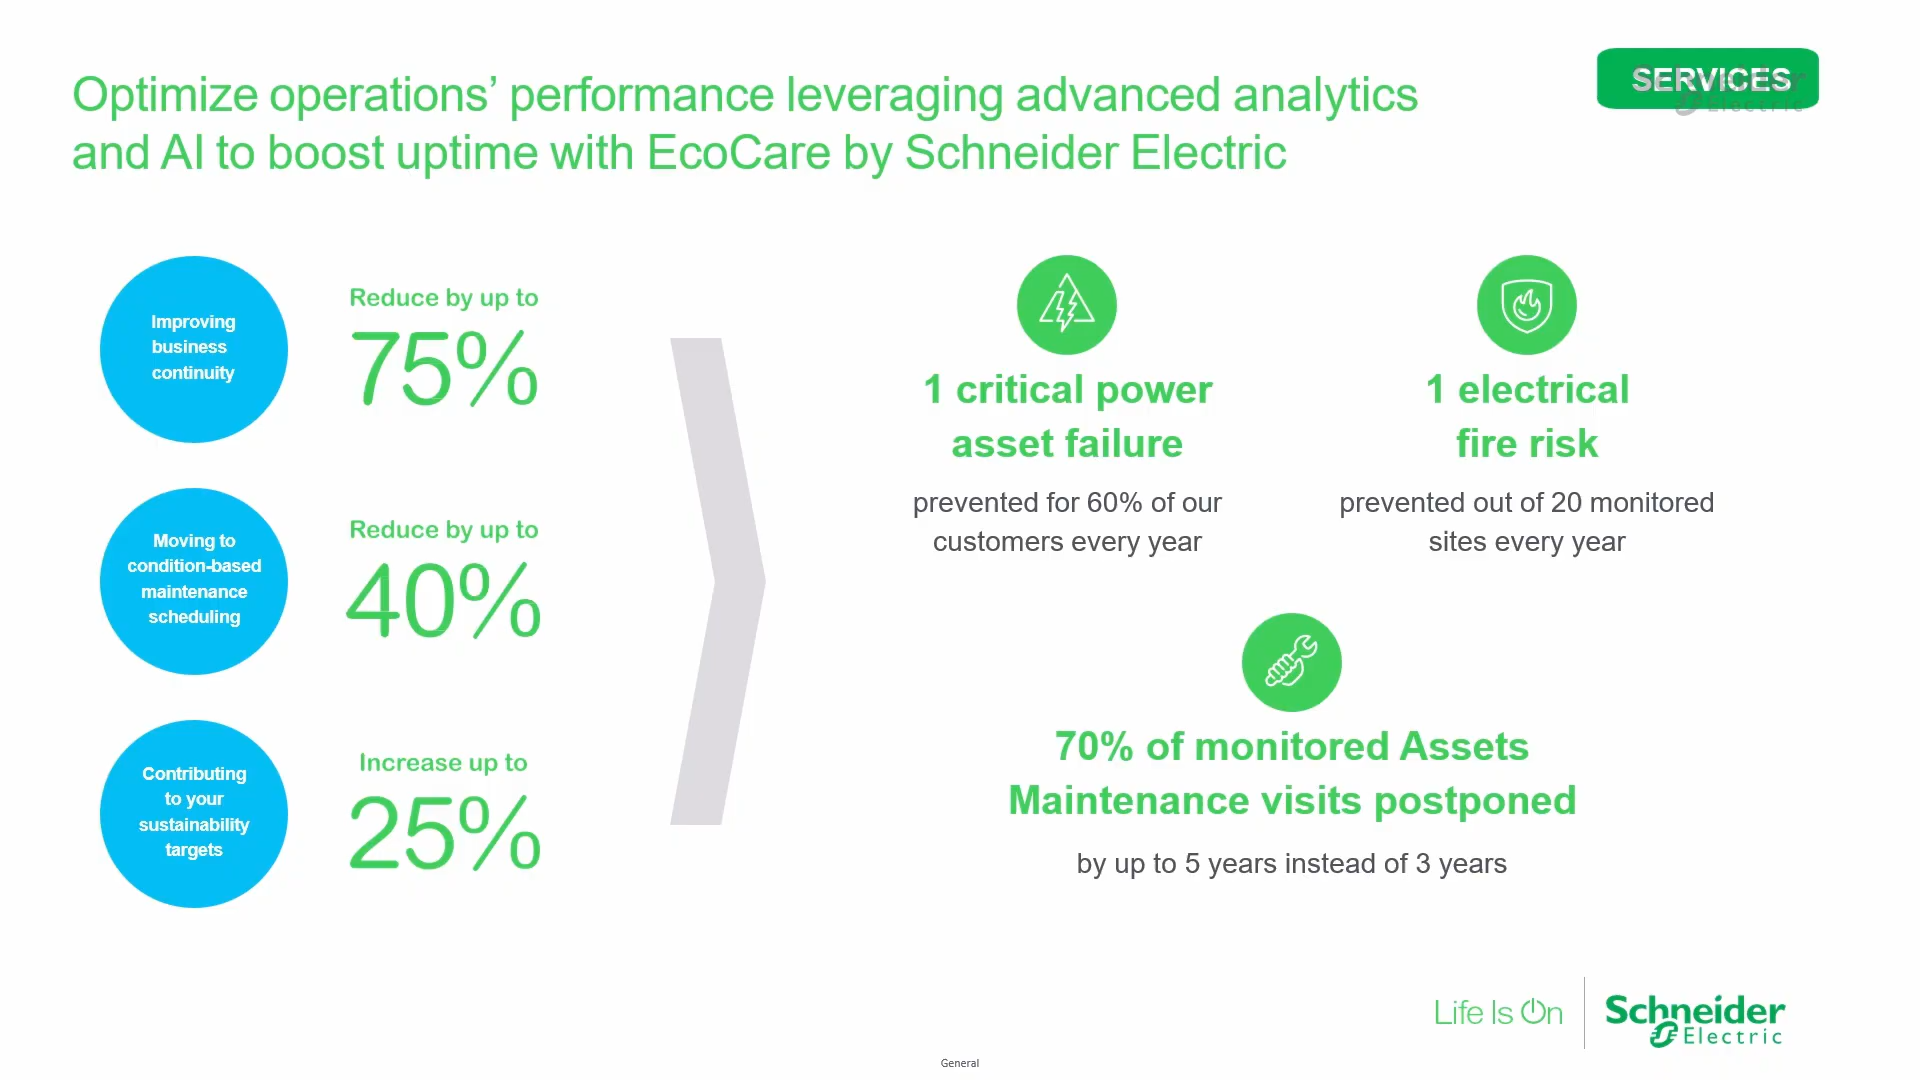 Optimize operations’ performance leveraging advanced analytics
and AI to boost uptime with EcoCare by Schneider Electric
SERVICES
Schneider
Electric
Improving
business
continuity
Reduce by up to
75%
Moving to
condition-based
maintenance
scheduling
Reduce by up to
40%
Contributing
to your
sustainability
targets
Increase up to
25%
1 critical power
asset failure
prevented for 60% of our
customers every year
1 electrical
fire risk
prevented out of 20 monitored
sites every year
70% of monitored Assets
Maintenance visits postponed
by up to 5 years instead of 3 years
Life Is On
Schneider
Electric
General